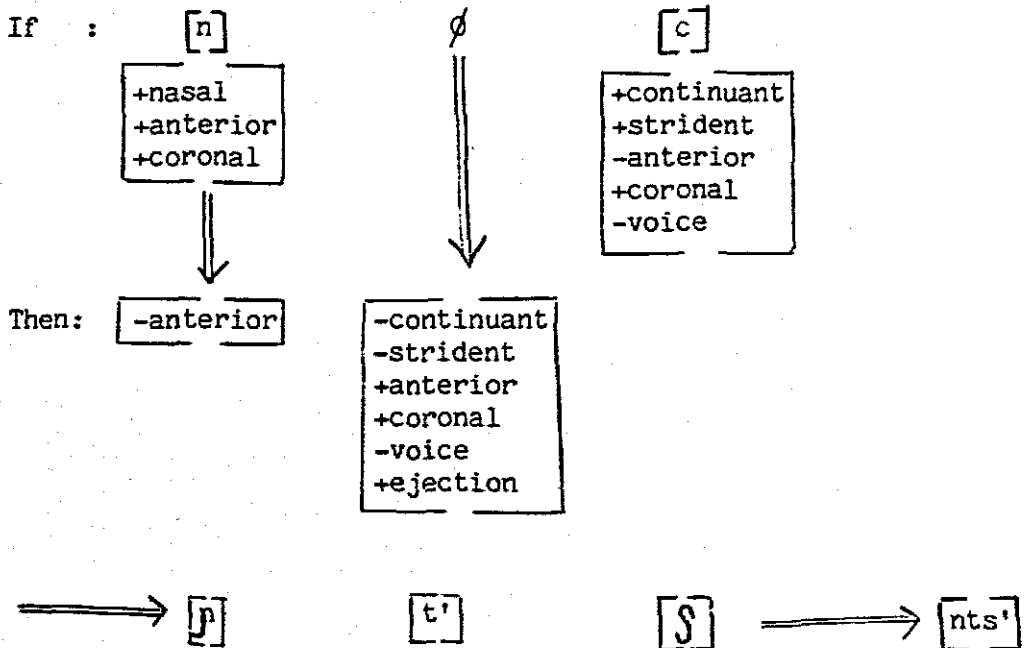 If : [n] ∅ [c]
+nasal +continuant
+anterior +strident
+coronal -anterior
+coronal
-voice
Then: -anterior -continuant
-strident
+anterior
+coronal
-voice
+ejection
[ɲ] [t'] [ʃ] [nts']